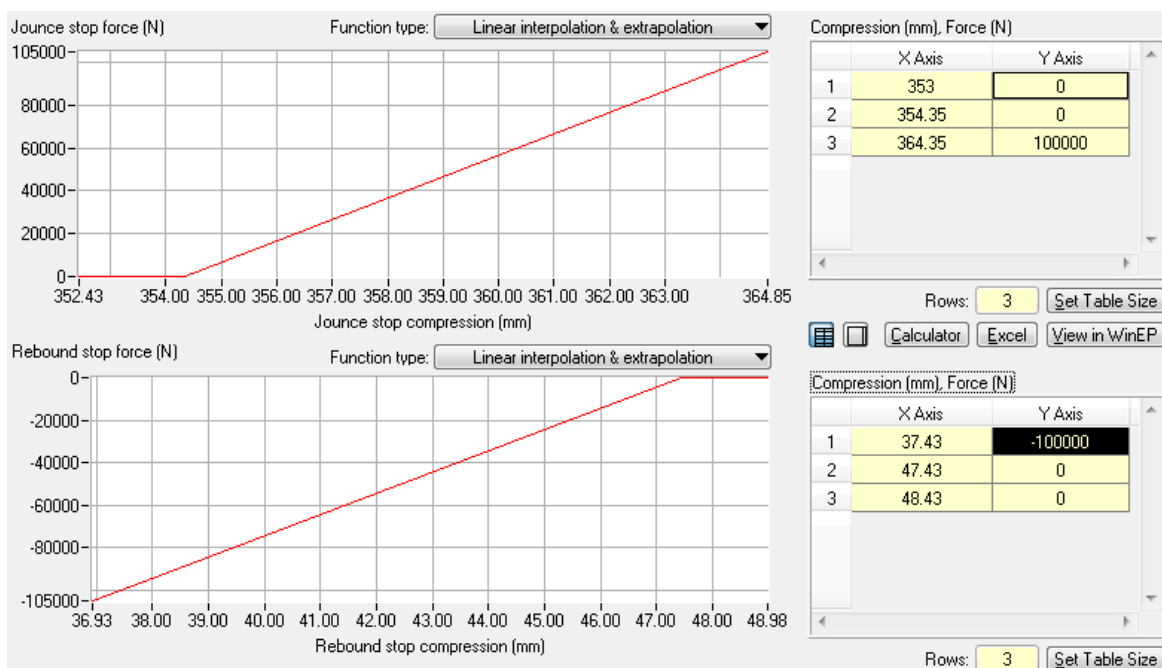 Jounce stop force (N) Function type: Linear interpolation & extrapolation
105000
80000
60000
40000
20000
0
352.43 354.00 355.00 356.00 357.00 358.00 359.00 360.00 361.00 362.00 363.00 364.85
Jounce stop compression (mm)
Compression (mm), Force (N)
X Axis Y Axis
1 353 0
2 354.35 0
3 364.35 100000
Rows: 3 Set Table Size
Calculator Excel View in WinEP
Rebound stop force (N) Function type: Linear interpolation & extrapolation
0
-20000
-40000
-60000
-80000
-105000
36.93 38.00 39.00 40.00 41.00 42.00 43.00 44.00 45.00 46.00 47.00 48.98
Rebound stop compression (mm)
Compression (mm), Force (N)
X Axis Y Axis
1 37.43 -100000
2 47.43 0
3 48.43 0
Rows: 3 Set Table Size